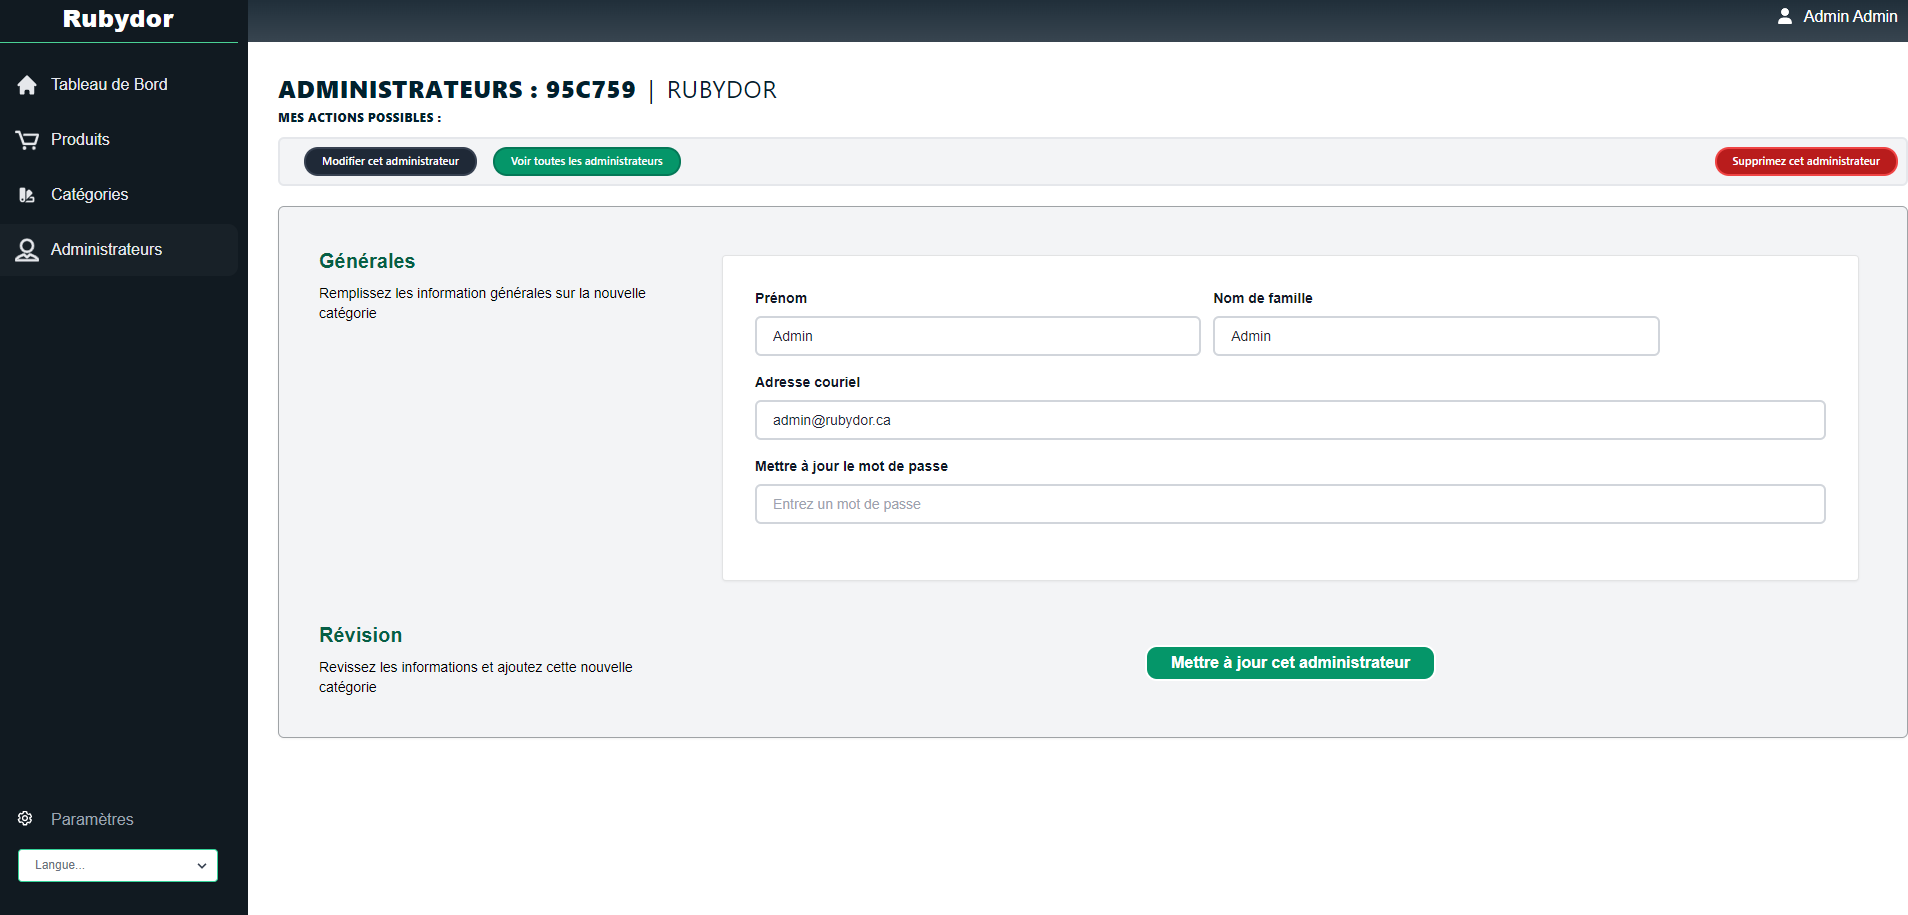 Rubydor
Admin Admin
Tableau de Bord
Produits
Catégories
Administrateurs
ADMINISTRATEURS : 95C759 | RUBYDOR
MES ACTIONS POSSIBLES :
Modifier cet administrateur
Voir toutes les administrateurs
Supprimez cet administrateur
Générales
Remplissez les information générales sur la nouvelle
catégorie
Prénom
Nom de famille
Admin
Admin
Adresse couriel
admin@rubydor.ca
Mettre à jour le mot de passe
Entrez un mot de passe
Révision
Revissez les informations et ajoutez cette nouvelle
catégorie
Mettre à jour cet administrateur
Paramètres
Langue...